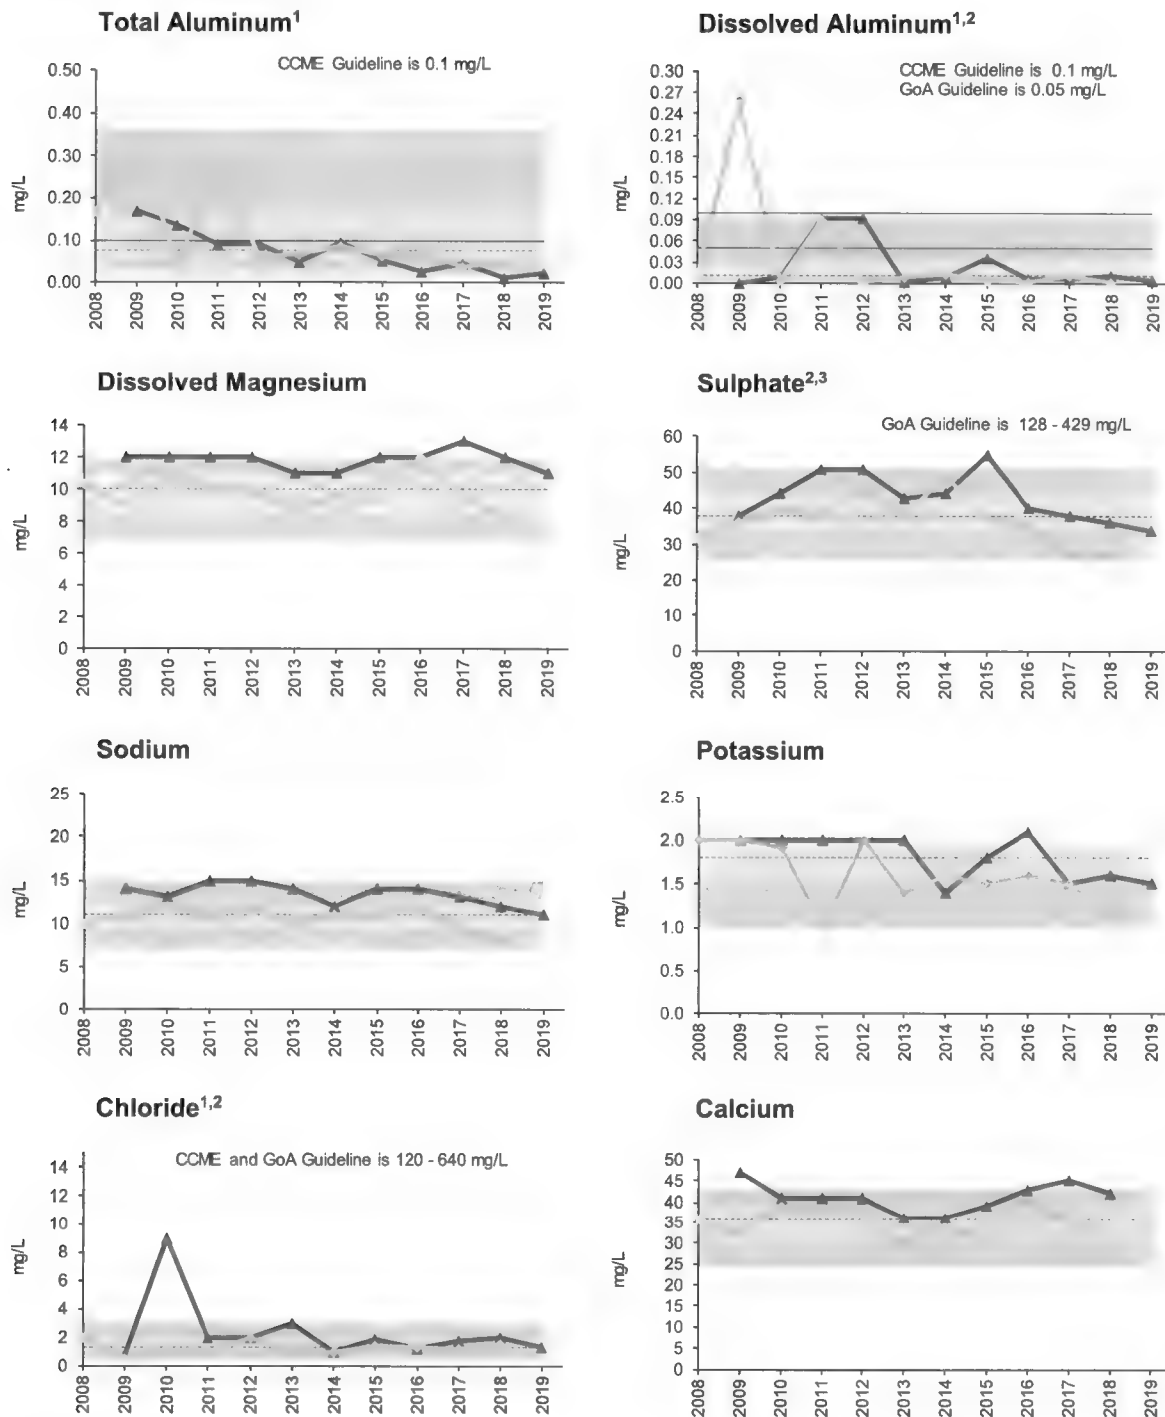 Total Aluminum1
CCME Guideline is 0.1 mg/L
mg/L
0.50
0.40
0.30
0.20
0.10
0.00
2008 2009 2010 2011 2012 2013 2014 2015 2016 2017 2018 2019
Dissolved Aluminum1,2
CCME Guideline is 0.1 mg/L
GoA Guideline is 0.05 mg/L
mg/L
0.30
0.27
0.24
0.21
0.18
0.15
0.12
0.09
0.06
0.03
0.00
2008 2009 2010 2011 2012 2013 2014 2015 2016 2017 2018 2019
Dissolved Magnesium
mg/L
14
12
10
8
6
4
2
0
2008 2009 2010 2011 2012 2013 2014 2015 2016 2017 2018 2019
Sulphate2,3
GoA Guideline is 128 - 429 mg/L
mg/L
60
50
40
30
20
10
0
2008 2009 2010 2011 2012 2013 2014 2015 2016 2017 2018 2019
Sodium
mg/L
25
20
15
10
5
0
2008 2009 2010 2011 2012 2013 2014 2015 2016 2017 2018 2019
Potassium
mg/L
2.5
2.0
1.5
1.0
0.5
0.0
2008 2009 2010 2011 2012 2013 2014 2015 2016 2017 2018 2019
Chloride1,2
CCME and GoA Guideline is 120 - 640 mg/L
mg/L
14
12
10
8
6
4
2
0
2008 2009 2010 2011 2012 2013 2014 2015 2016 2017 2018 2019
Calcium
mg/L
50
45
40
35
30
25
20
15
10
5
0
2008 2009 2010 2011 2012 2013 2014 2015 2016 2017 2018 2019